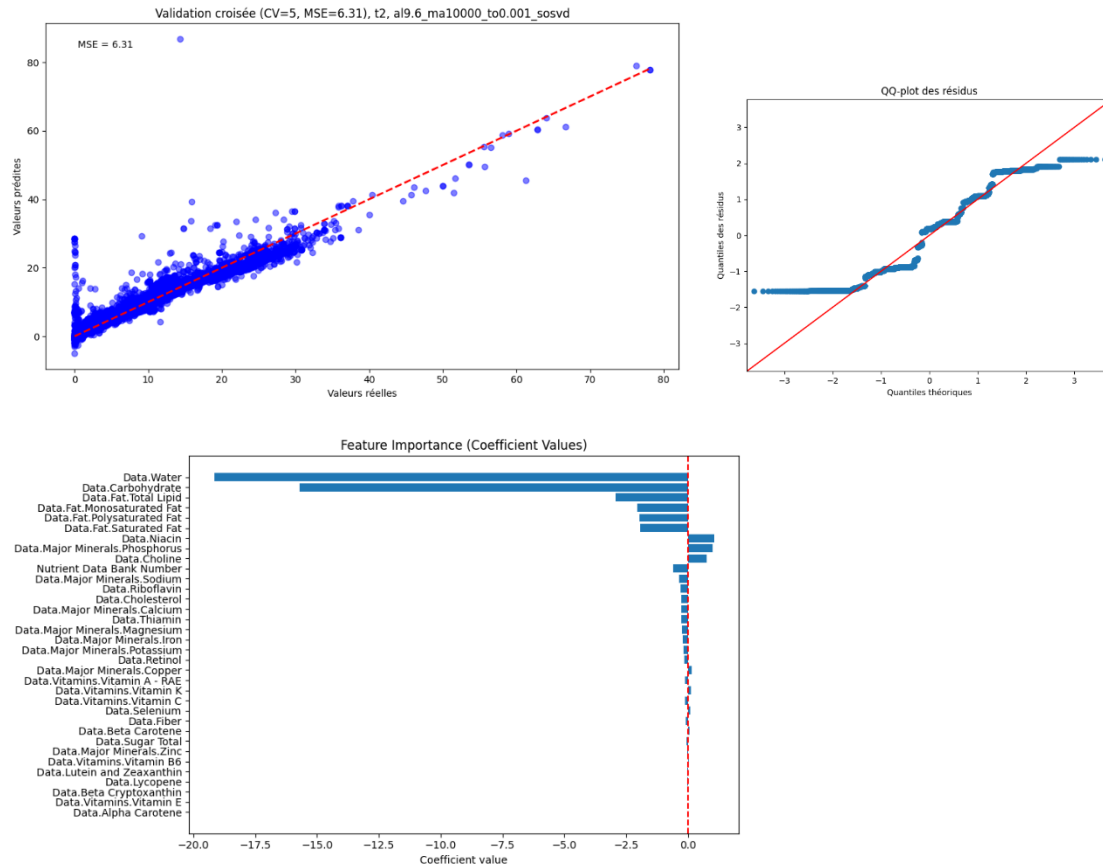 Validation croisée (CV=5, MSE=6.31), t2, al9.6_ma10000_to0.001_sosvd
MSE = 6.31
80
60
40
20
0
Valeurs prédites
0 10 20 30 40 50 60 70 80
Valeurs réelles
QQ-plot des résidus
3
2
1
0
−1
−2
−3
Quantiles des résidus
−3 −2 −1 0 1 2 3
Quantiles théoriques
Feature Importance (Coefficient Values)
Data.Water
Data.Carbohydrate
Data.Fat.Total Lipid
Data.Fat.Monosaturated Fat
Data.Fat.Polysaturated Fat
Data.Fat.Saturated Fat
Data.Niacin
Data.Major Minerals.Phosphorus
Data.Choline
Nutrient Data Bank Number
Data.Major Minerals.Sodium
Data.Riboflavin
Data.Cholesterol
Data.Major Minerals.Calcium
Data.Thiamin
Data.Major Minerals.Magnesium
Data.Major Minerals.Iron
Data.Major Minerals.Potassium
Data.Retinol
Data.Major Minerals.Copper
Data.Vitamins.Vitamin A - RAE
Data.Vitamins.Vitamin K
Data.Vitamins.Vitamin C
Data.Selenium
Data.Fiber
Data.Beta Carotene
Data.Sugar Total
Data.Major Minerals.Zinc
Data.Vitamins.Vitamin B6
Data.Lutein and Zeaxanthin
Data.Lycopene
Data.Beta Cryptoxanthin
Data.Vitamins.Vitamin E
Data.Alpha Carotene
−20.0 −17.5 −15.0 −12.5 −10.0 −7.5 −5.0 −2.5 0.0
Coefficient value